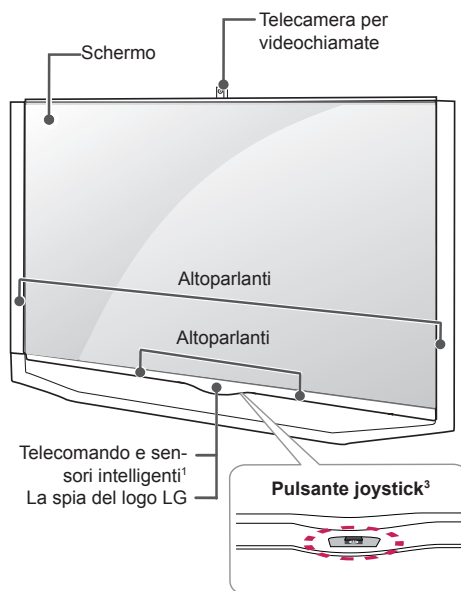 Telecamera per
videochiamate
Schermo
Altoparlanti
Altoparlanti
Telecomando e sen-
sori intelligenti¹
La spia del logo LG
Pulsante joystick³